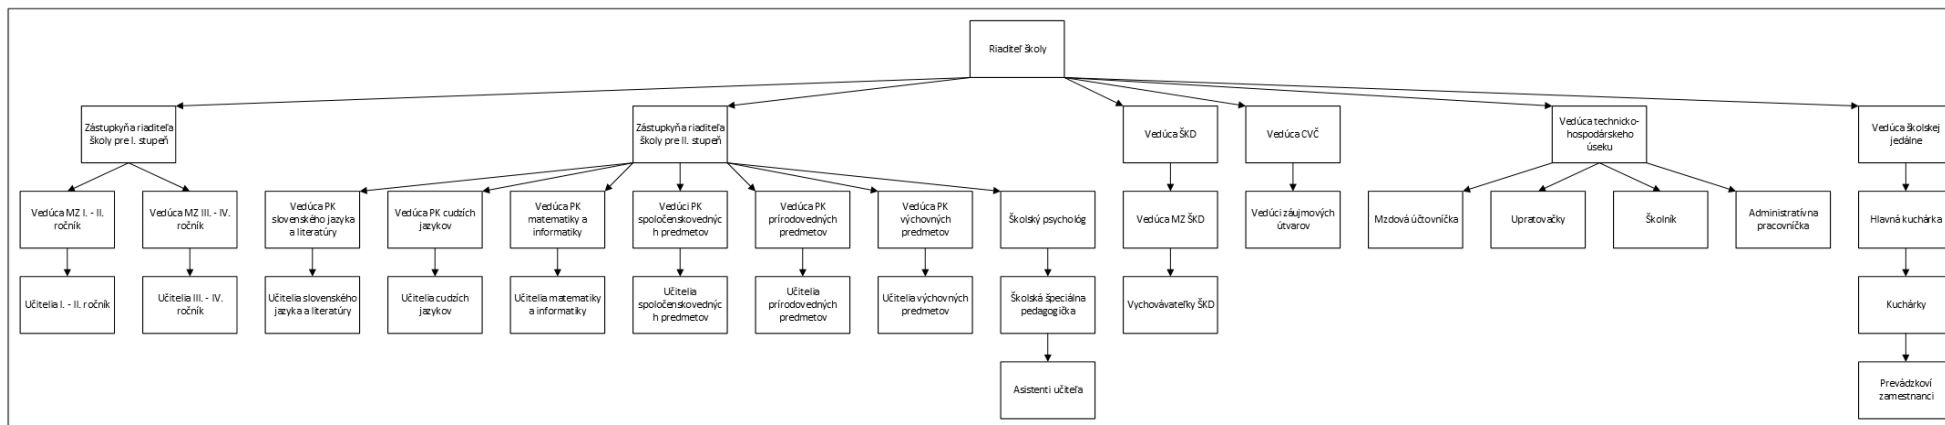 Riaditeľ školy
Zástupkyňa riaditeľa
školy pre I. stupeň
Zástupkyňa riaditeľa
školy pre II. stupeň
Vedúca ŠKD
Vedúca CVČ
Vedúca technicko-
hospodárskeho
úseku
Vedúca školskej
jedálne
Vedúca MZ I. - II.
ročník
Vedúca MZ III. - IV.
ročník
Vedúca PK
slovenského jazyka
a literatúry
Vedúca PK cudzích
jazykov
Vedúca PK
matematiky a
informatiky
Vedúci PK
spoločenskovednýc
h predmetov
Vedúca PK
prírodovedných
predmetov
Vedúca PK
výchovných
predmetov
Školský psychológ
Vedúca MZ ŠKD
Vedúci záujmových
útvarov
Mzdová účtovníčka
Upratovačky
Školník
Administratívna
pracovníčka
Hlavná kuchárka
Učitelia I. - II. ročník
Učitelia III. - IV.
ročník
Učitelia slovenského
jazyka a literatúry
Učitelia cudzích
jazykov
Učitelia matematiky
a informatiky
Učitelia
spoločenskovednýc
h predmetov
Učitelia
prírodovedných
predmetov
Učitelia výchovných
predmetov
Školská špeciálna
pedagogička
Vychovávateľky ŠKD
Kuchárky
Asistenti učiteľa
Prevádzkoví
zamestnanci